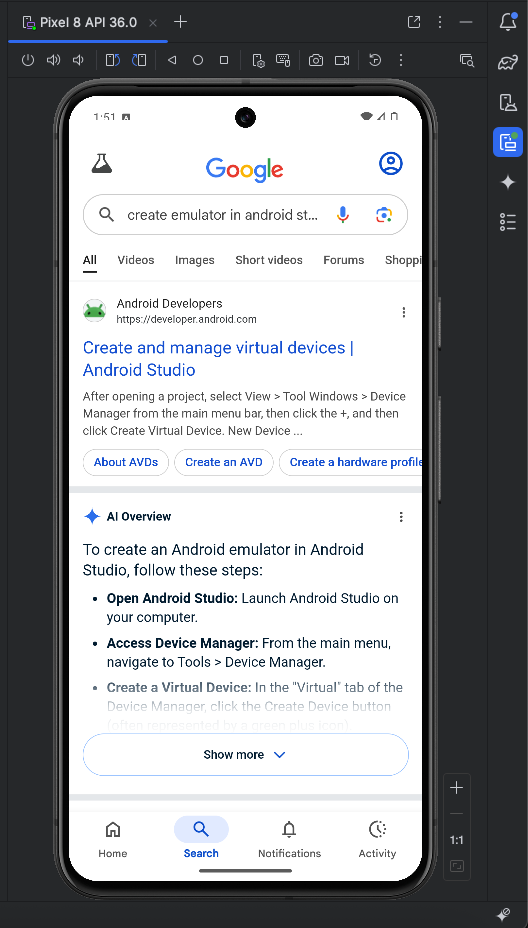 Pixel 8 API 36.0
1:51
Google
create emulator in android st...
All Videos Images Short videos Forums Shoppi
Android Developers
https://developer.android.com
Create and manage virtual devices |
Android Studio
After opening a project, select View > Tool Windows > Device
Manager from the main menu bar, then click the +, and then
click Create Virtual Device. New Device ...
About AVDs Create an AVD Create a hardware profile
AI Overview
To create an Android emulator in Android
Studio, follow these steps:
• Open Android Studio: Launch Android Studio on
your computer.
• Access Device Manager: From the main menu,
navigate to Tools > Device Manager.
• Create a Virtual Device: In the "Virtual" tab of the
Device Manager, click the Create Device button
(often represented by a green plus icon).
Show more
1:1
Home Search Notifications Activity